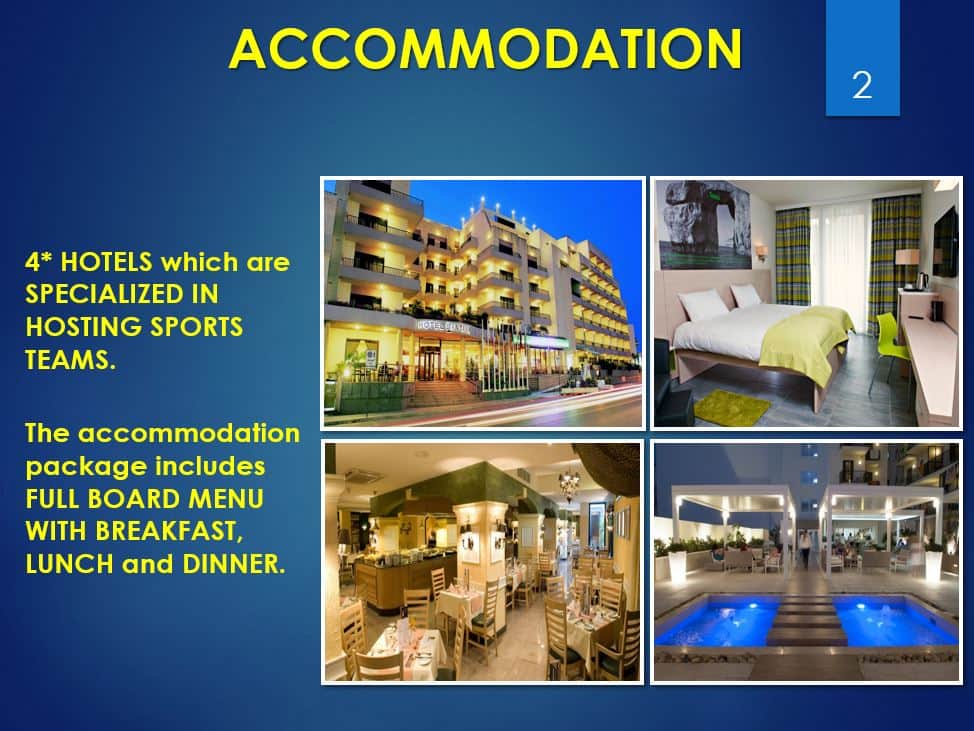 ACCOMMODATION
2
4* HOTELS which are
SPECIALIZED IN
HOSTING SPORTS
TEAMS.
The accommodation
package includes
FULL BOARD MENU
WITH BREAKFAST,
LUNCH and DINNER.
HOTEL